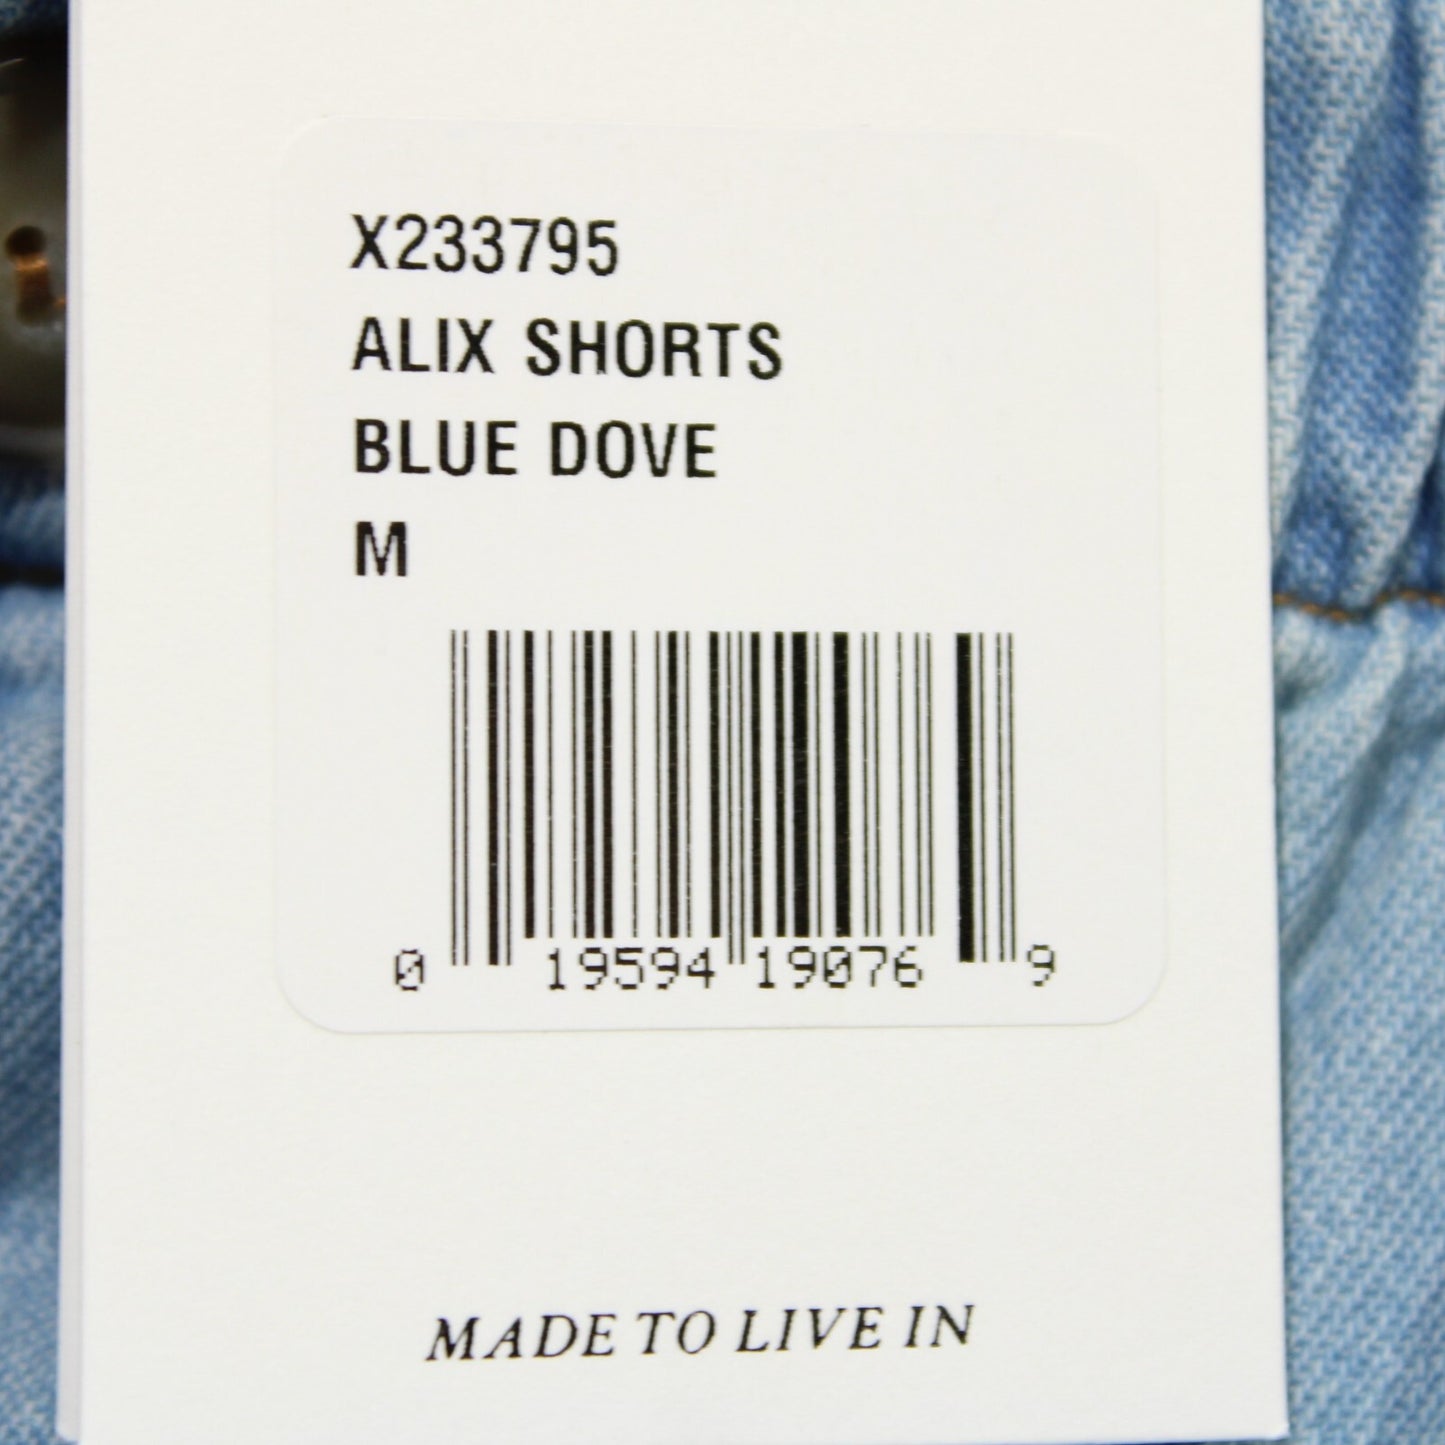 X233795
ALIX SHORTS
BLUE DOVE
M
0 19594 19076 9
MADE TO LIVE IN